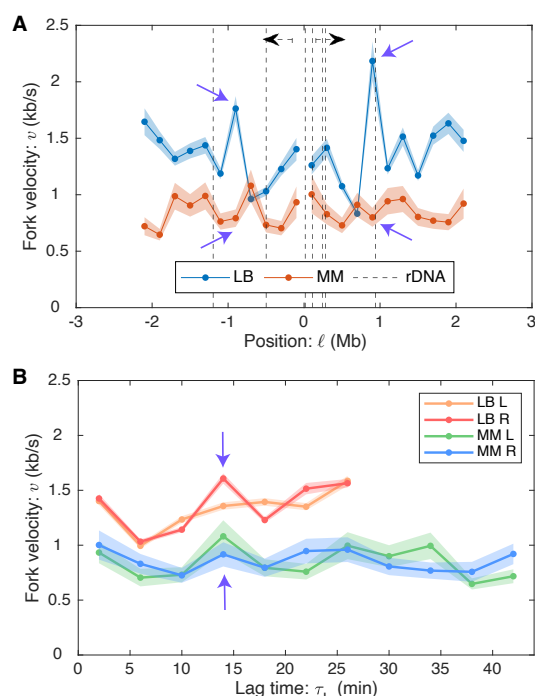 A
2.5
2
1.5
1
0.5
0
Fork velocity: v (kb/s)
LB MM rDNA
-3 -2 -1 0 1 2 3
Position: ℓ (Mb)
B
2.5
2
1.5
1
0.5
0
Fork velocity: v (kb/s)
LB L
LB R
MM L
MM R
0 5 10 15 20 25 30 35 40
Lag time: τ (min)